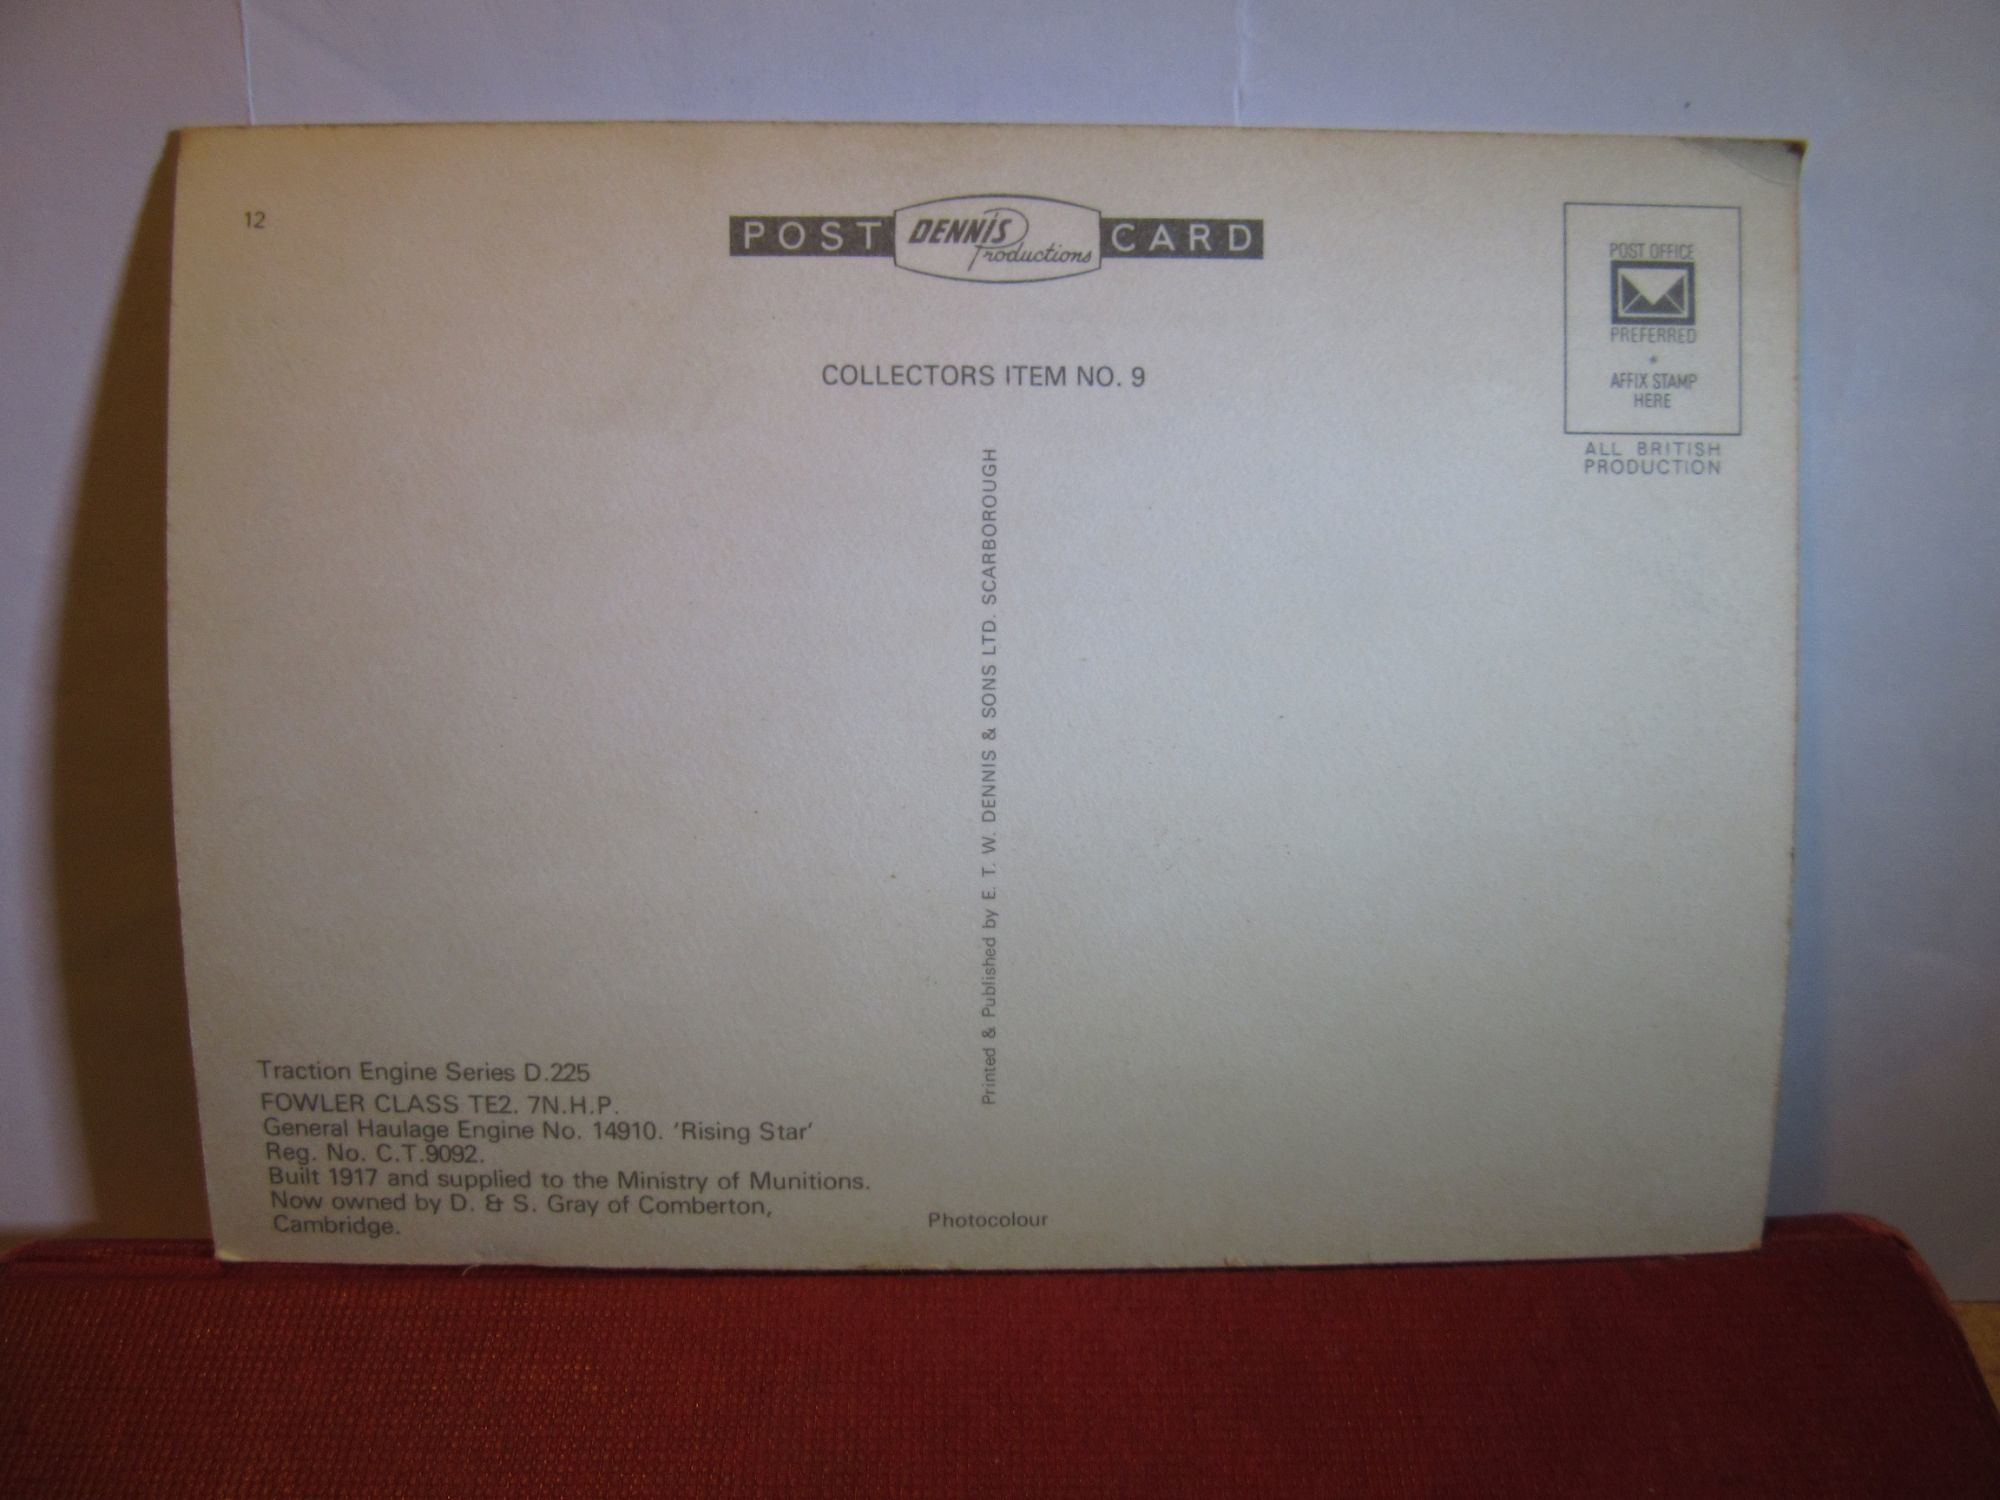 12
POST DENNIS Productions CARD
POST OFFICE
PREFERRED
*
AFFIX STAMP
HERE
ALL BRITISH
PRODUCTION
COLLECTORS ITEM NO. 9
Printed & Published by E. T. W. DENNIS & SONS LTD. SCARBOROUGH
Traction Engine Series D.225
FOWLER CLASS TE2. 7N.H.P.
General Haulage Engine No. 14910. 'Rising Star'
Reg. No. C.T.9092.
Built 1917 and supplied to the Ministry of Munitions.
Now owned by D. & S. Gray of Comberton,
Cambridge.
Photocolour